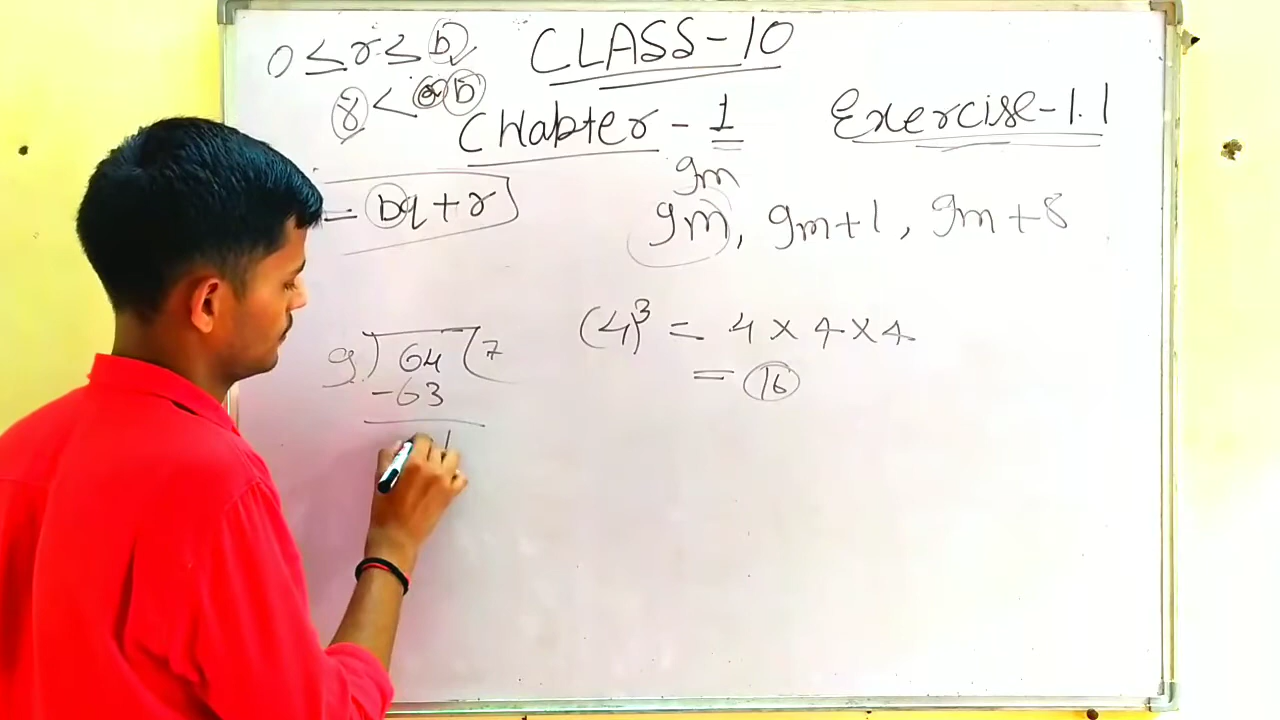 0 ≤ r ≤ b
CLASS-10
8 < b
Chapter - 1
Exercise-1.1
9m
= bq + r
9m, 9m+1, 9m+8
(4)³ = 4 × 4 × 4
= 16
9) 64 (7
-63
1